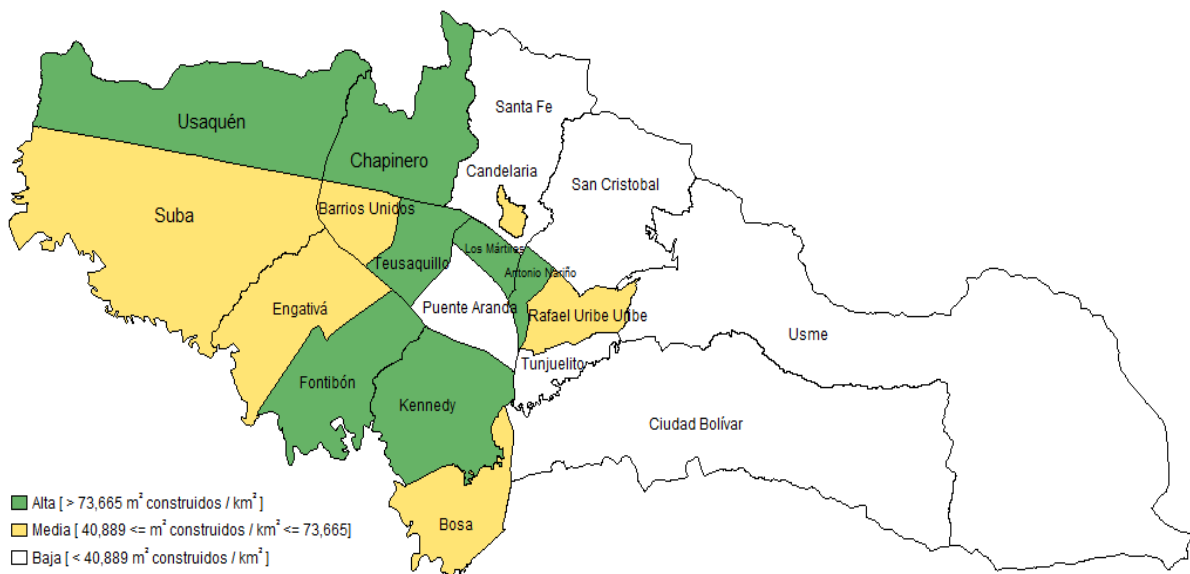 Santa Fe
Usaquén
Chapinero
Candelaria
San Cristobal
Suba
Barrios Unidos
Los Mártires
Teusaquillo
Antonio Nariño
Engativá
Puente Aranda
Rafael Uribe Uribe
Usme
Tunjuelito
Fontibón
Kennedy
Ciudad Bolívar
Bosa
Alta [ > 73,665 m² construidos / km² ]
Media [ 40,889 <= m² construidos / km² <= 73,665]
Baja [ < 40,889 m² construidos / km² ]